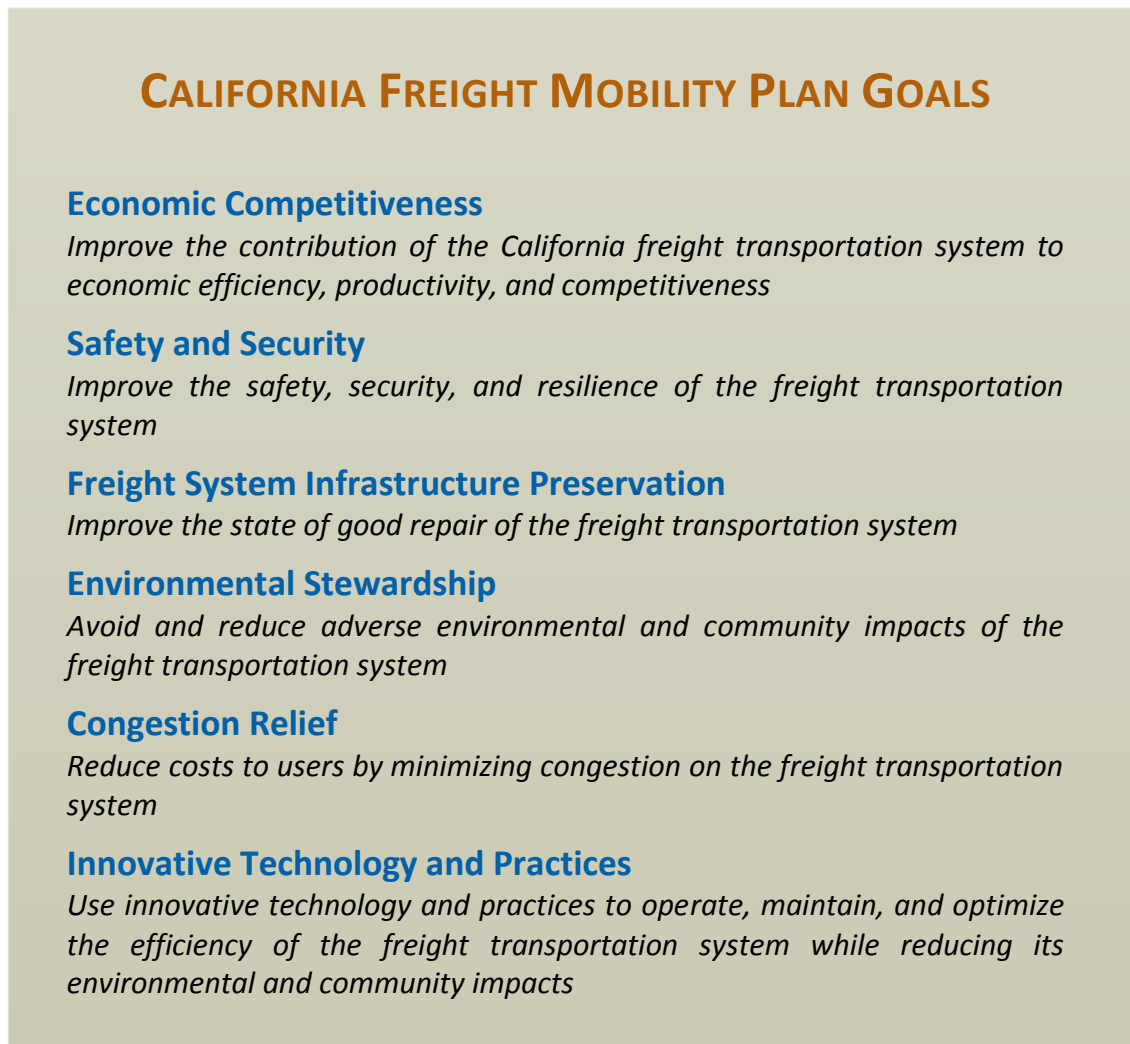 CALIFORNIA FREIGHT MOBILITY PLAN GOALS
Economic Competitiveness
Improve the contribution of the California freight transportation system to
economic efficiency, productivity, and competitiveness
Safety and Security
Improve the safety, security, and resilience of the freight transportation
system
Freight System Infrastructure Preservation
Improve the state of good repair of the freight transportation system
Environmental Stewardship
Avoid and reduce adverse environmental and community impacts of the
freight transportation system
Congestion Relief
Reduce costs to users by minimizing congestion on the freight transportation
system
Innovative Technology and Practices
Use innovative technology and practices to operate, maintain, and optimize
the efficiency of the freight transportation system while reducing its
environmental and community impacts